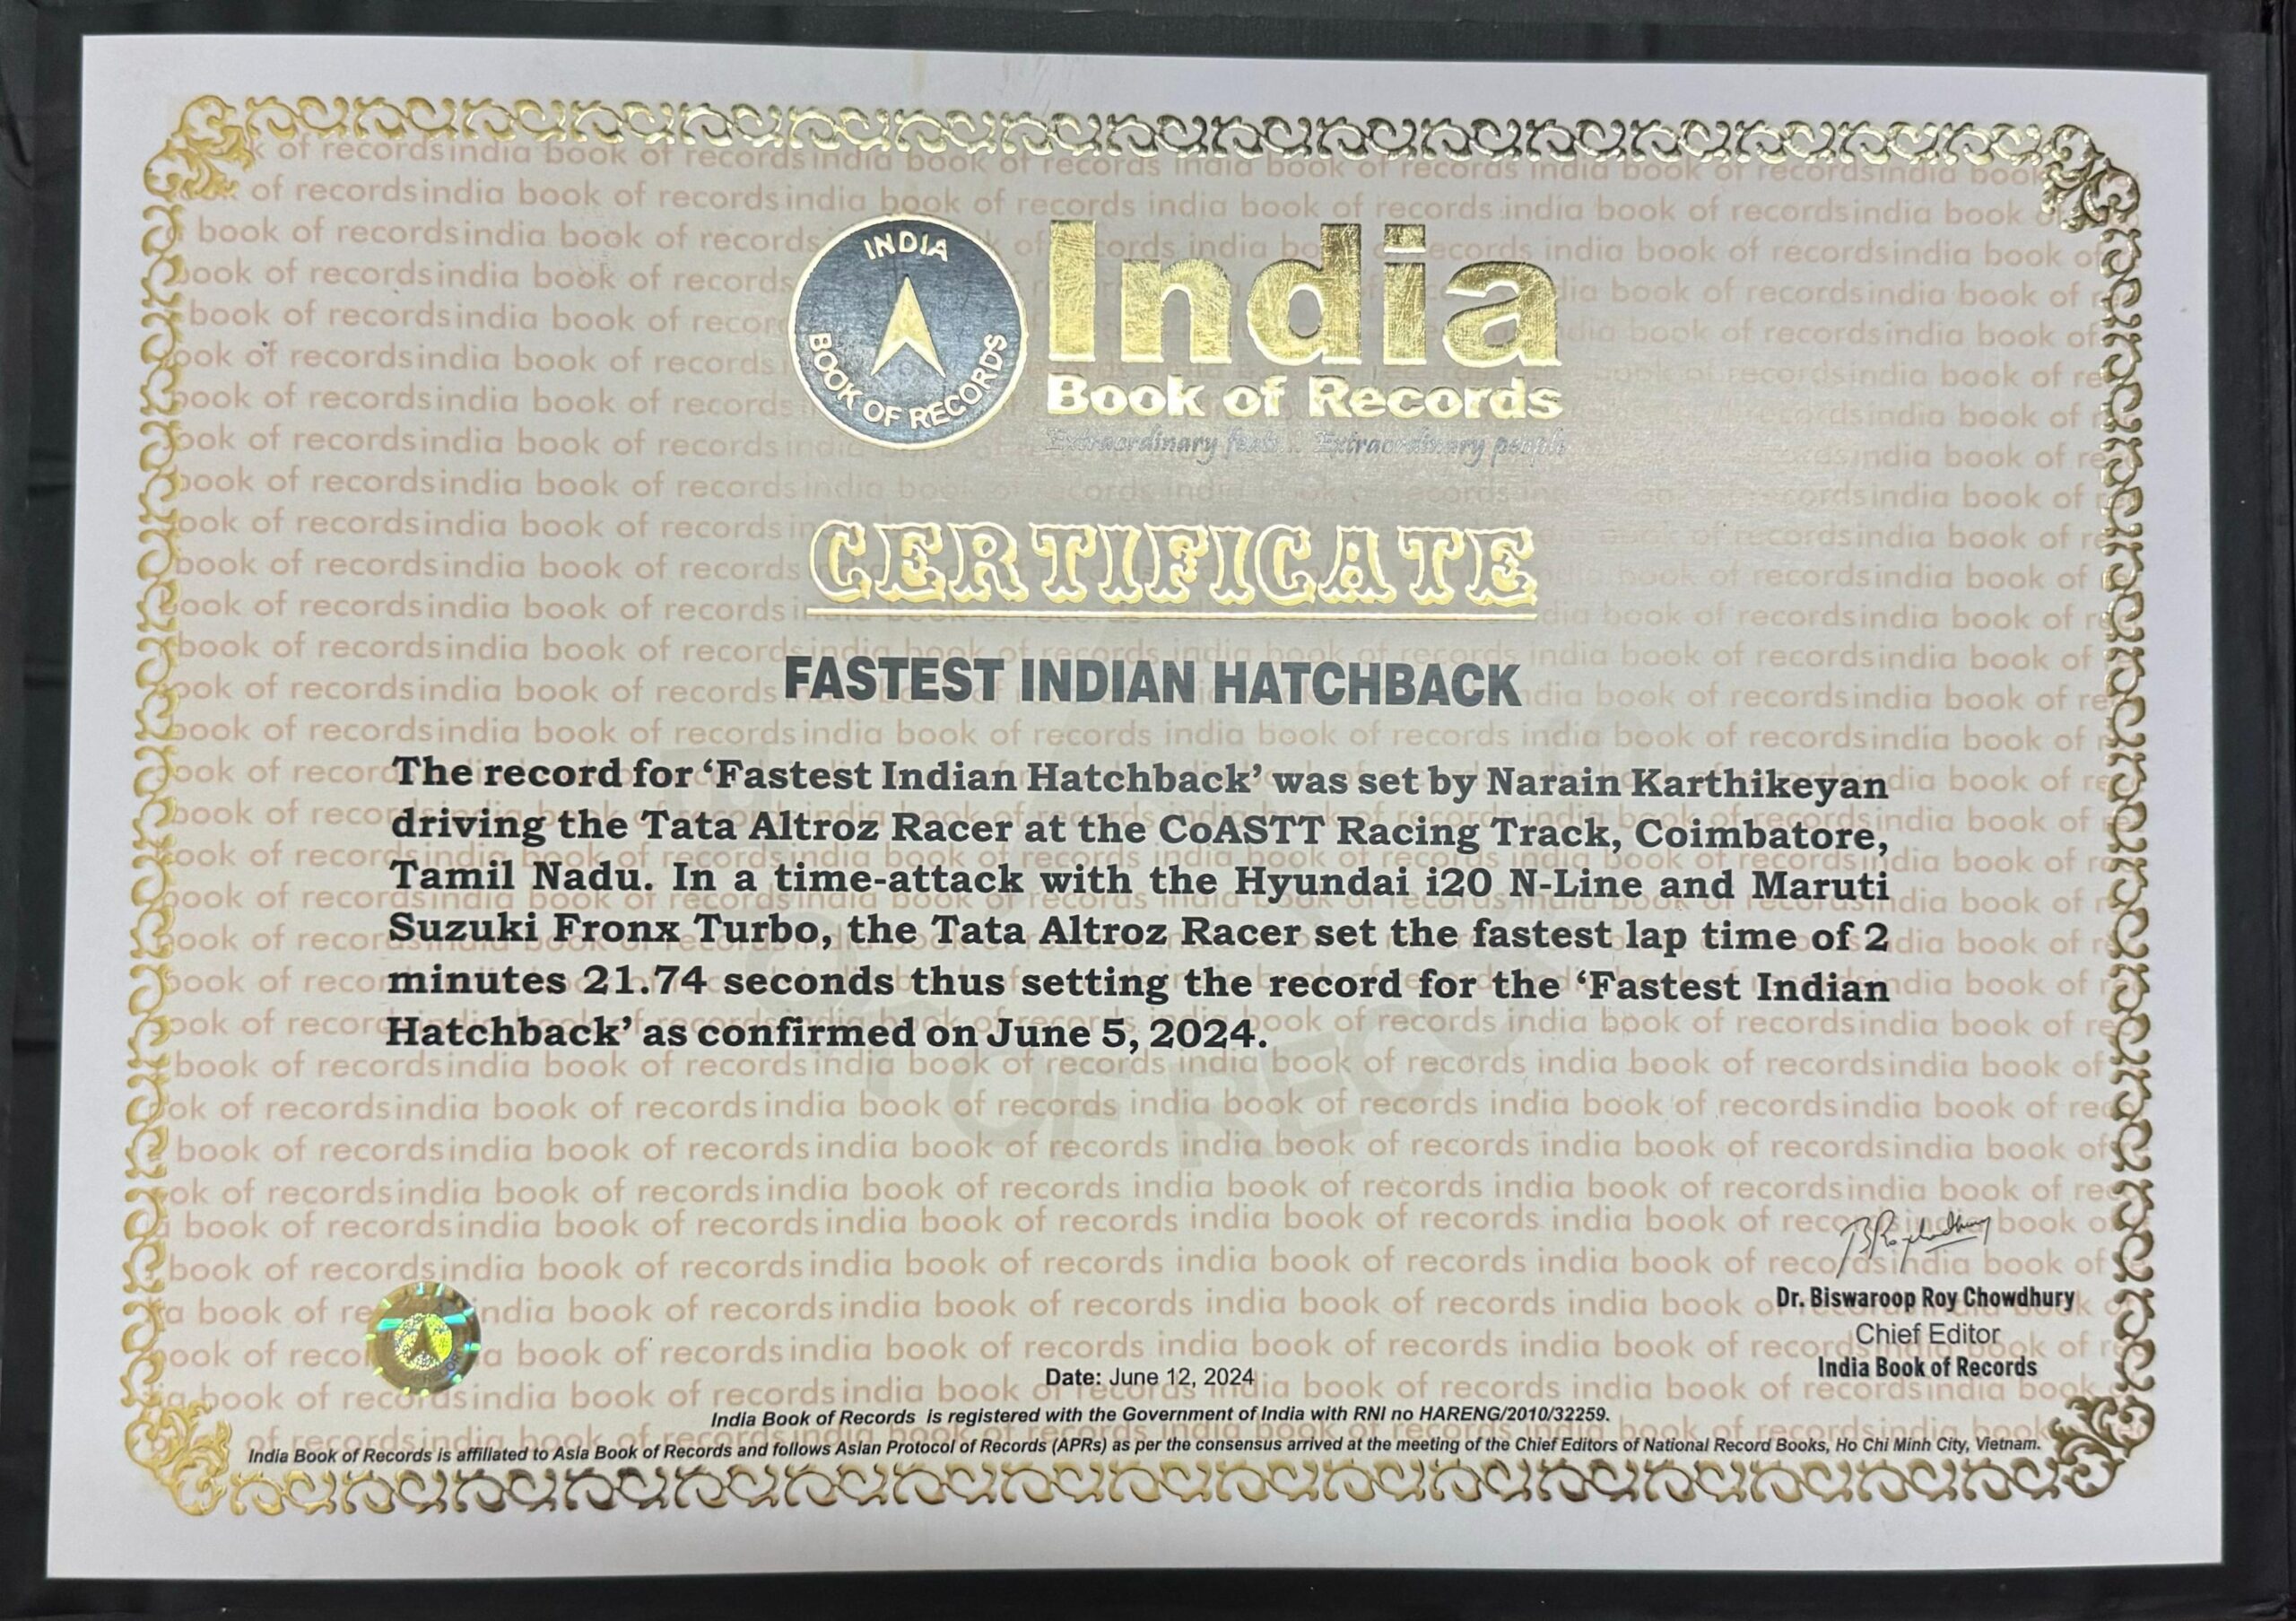 INDIA
BOOK OF RECORDS
India
Book of Records
Extraordinary feats... Extraordinary people
CERTIFICATE
FASTEST INDIAN HATCHBACK
The record for ‘Fastest Indian Hatchback’ was set by Narain Karthikeyan
driving the Tata Altroz Racer at the CoASTT Racing Track, Coimbatore,
Tamil Nadu. In a time-attack with the Hyundai i20 N-Line and Maruti
Suzuki Fronx Turbo, the Tata Altroz Racer set the fastest lap time of 2
minutes 21.74 seconds thus setting the record for the ‘Fastest Indian
Hatchback’ as confirmed on June 5, 2024.
Dr. Biswaroop Roy Chowdhury
Chief Editor
India Book of Records
Date: June 12, 2024
India Book of Records is registered with the Government of India with RNI no HARENG/2010/32259.
India Book of Records is affiliated to Asia Book of Records and follows Asian Protocol of Records (APRs) as per the consensus arrived at the meeting of the Chief Editors of National Record Books, Ho Chi Minh City, Vietnam.